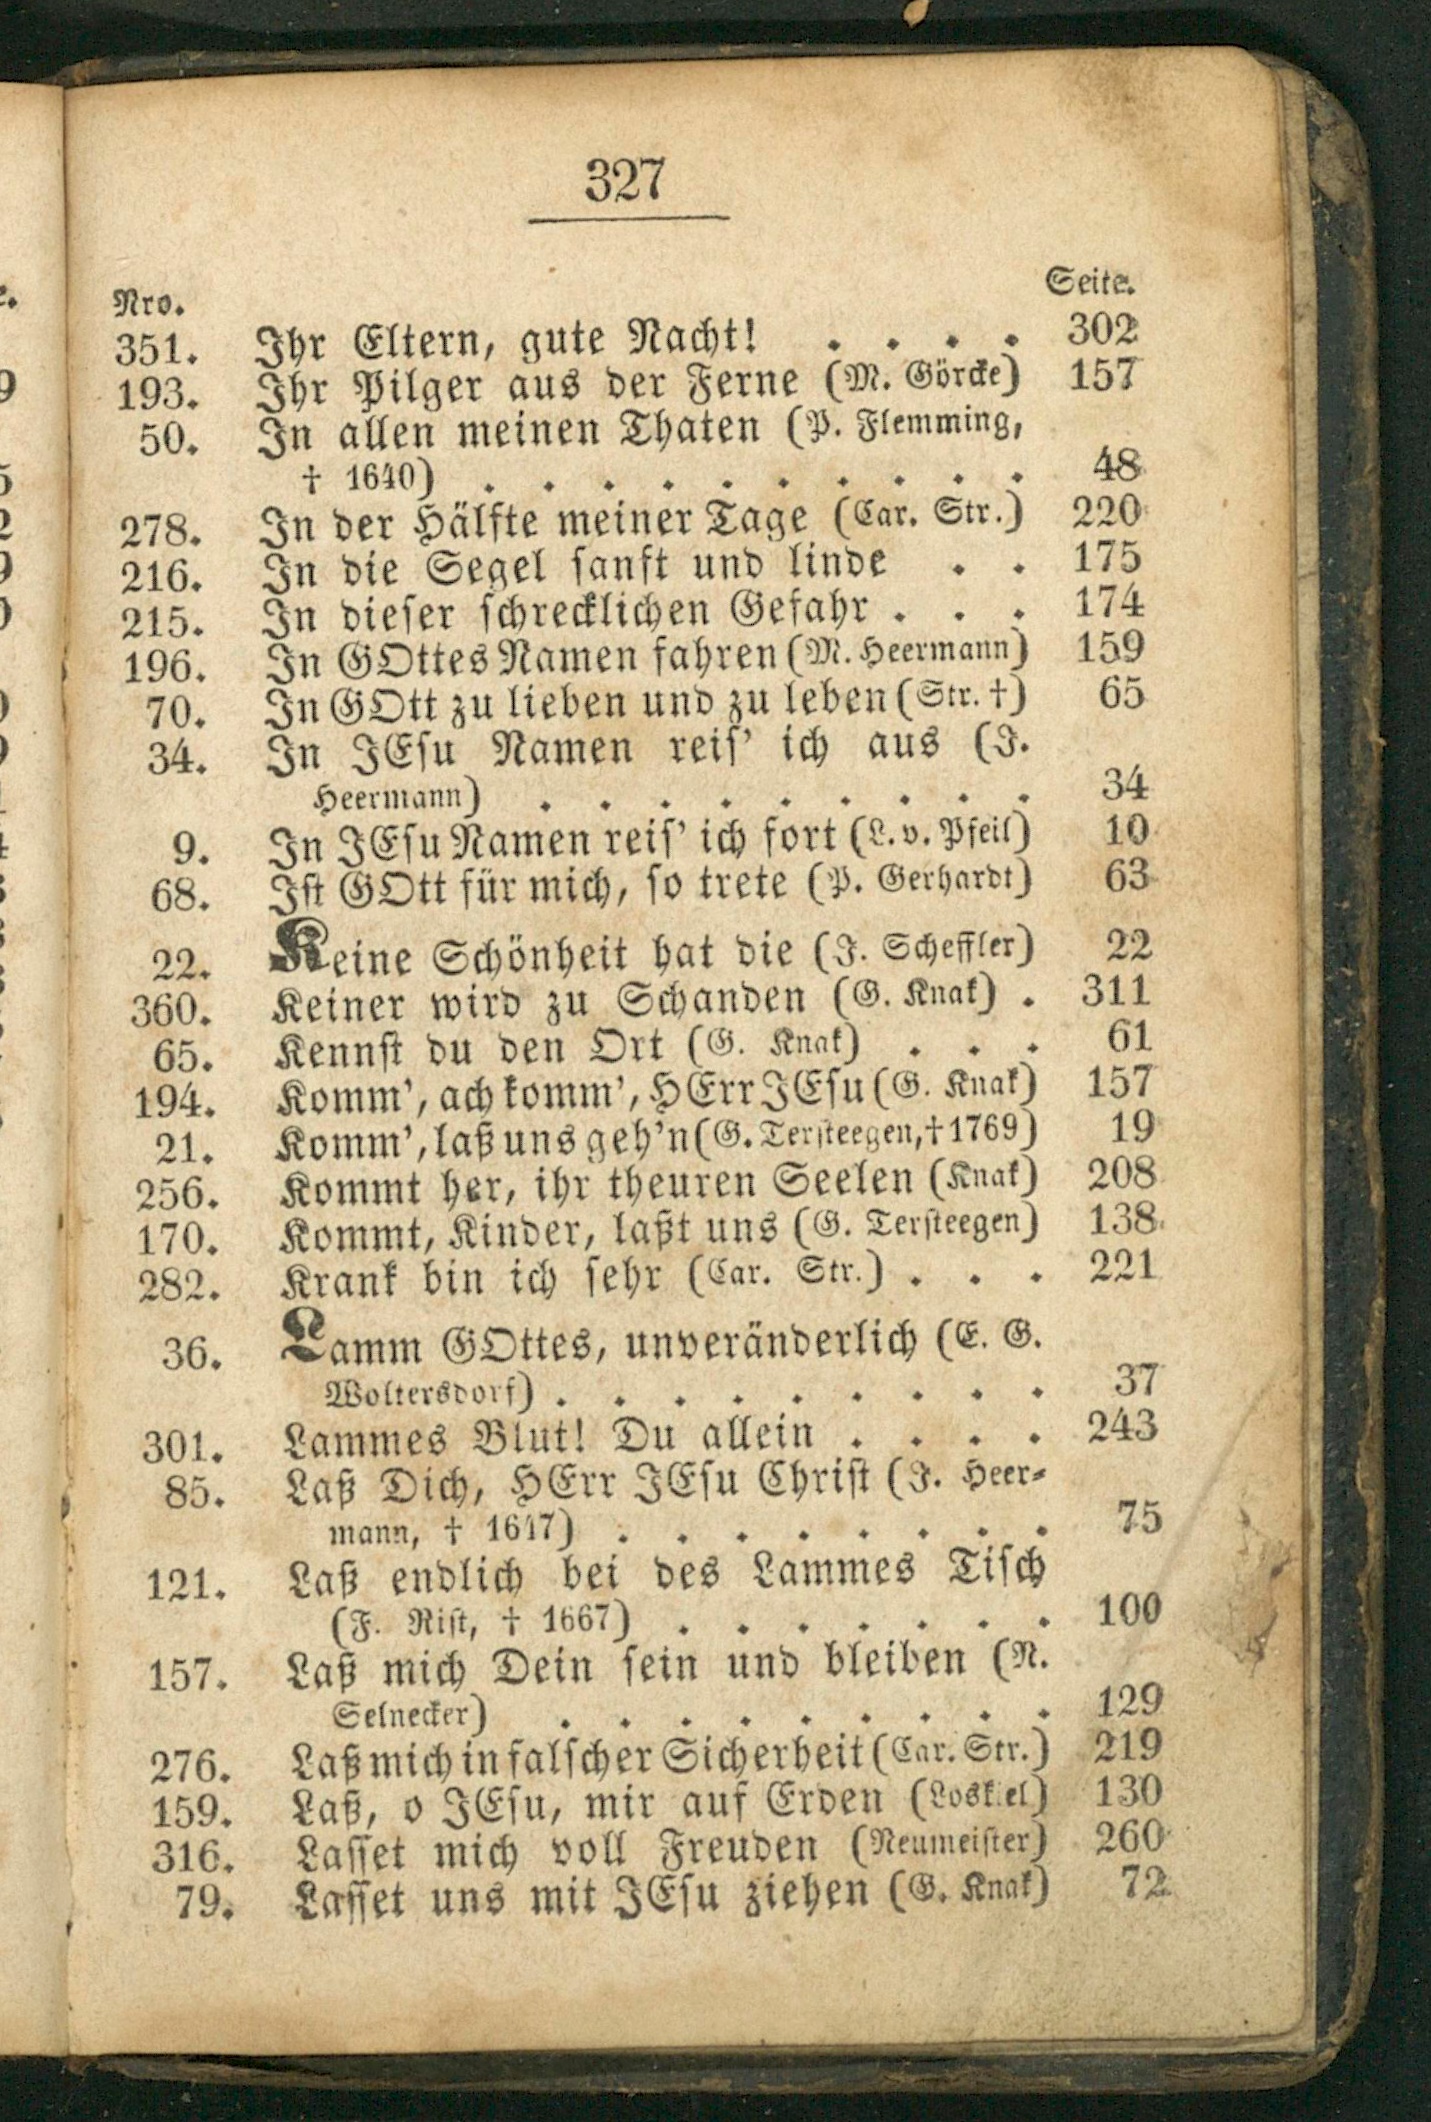 327
Nro. Seite.
351. Ihr Eltern, gute Nacht! . . . . 302
193. Ihr Pilger aus der Ferne (M. Görcke) 157
50. In allen meinen Thaten (P. Flemming,
† 1640) . . . . . . . . . . 48
278. In der Hälfte meiner Tage (Car. Str.) 220
216. In die Segel sanft und linde . . 175
215. In dieser schrecklichen Gefahr . . . 174
196. In GOttes Namen fahren (M. Heermann) 159
70. In GOtt zu lieben und zu leben (Str. †) 65
34. In JEsu Namen reis' ich aus (J.
Heermann) . . . . . . . . . 34
9. In JEsu Namen reis' ich fort (L. v. Pfeil) 10
68. Ist GOtt für mich, so trete (P. Gerhardt) 63
22. Keine Schönheit hat die (J. Scheffler) 22
360. Keiner wird zu Schanden (G. Knak) . 311
65. Kennst du den Ort (G. Knak) . . . 61
194. Komm', ach komm', HErr JEsu (G. Knak) 157
21. Komm', laß uns geh'n (G. Tersteegen, † 1769) 19
256. Kommt her, ihr theuren Seelen (Knak) 208
170. Kommt, Kinder, laßt uns (G. Tersteegen) 138
282. Krank bin ich sehr (Car. Str.) . . . 221
36. Lamm GOttes, unveränderlich (E. G.
Woltersdorf) . . . . . . . . . 37
301. Lammes Blut! Du allein . . . . 243
85. Laß Dich, HErr JEsu Christ (J. Heer-
mann, † 1647) . . . . . . . . 75
121. Laß endlich bei des Lammes Tisch
(F. Rist, † 1667) . . . . . . . 100
157. Laß mich Dein sein und bleiben (N.
Selnecker) . . . . . . . . . 129
276. Laß mich in falscher Sicherheit (Car. Str.) 219
159. Laß, o JEsu, mir auf Erden (Loskiel) 130
316. Lasset mich voll Freuden (Neumeister) 260
79. Lasset uns mit JEsu ziehen (G. Knak) 72